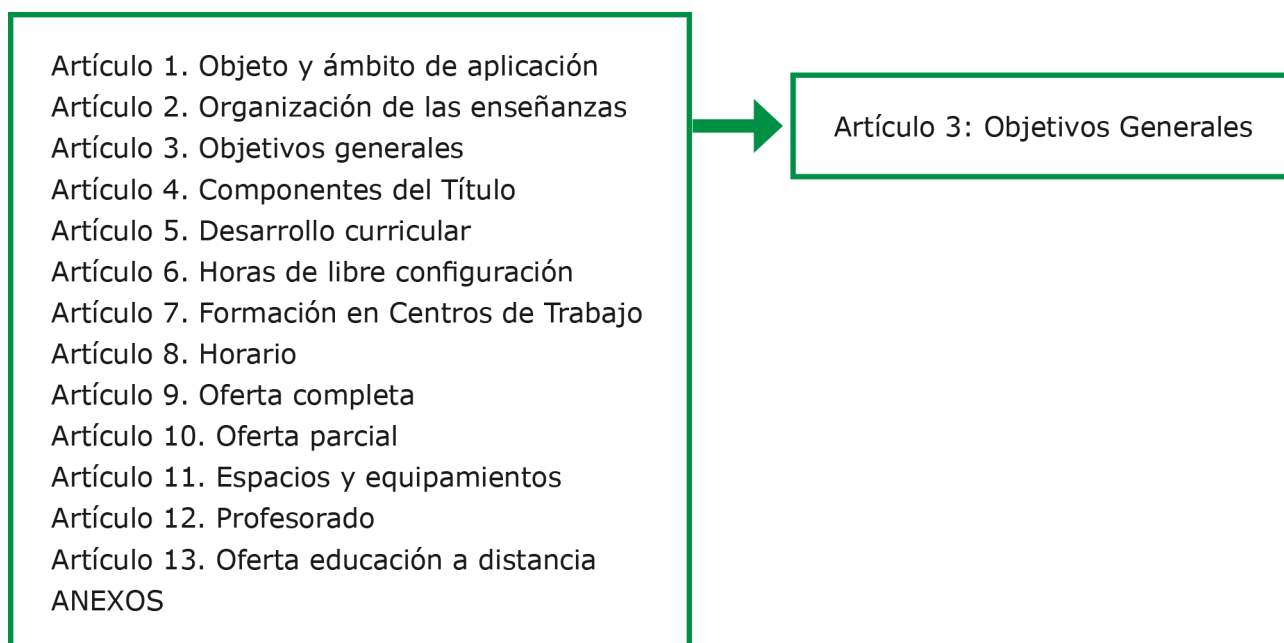 Artículo 1. Objeto y ámbito de aplicación
Artículo 2. Organización de las enseñanzas
Artículo 3. Objetivos generales
Artículo 4. Componentes del Título
Artículo 5. Desarrollo curricular
Artículo 6. Horas de libre configuración
Artículo 7. Formación en Centros de Trabajo
Artículo 8. Horario
Artículo 9. Oferta completa
Artículo 10. Oferta parcial
Artículo 11. Espacios y equipamientos
Artículo 12. Profesorado
Artículo 13. Oferta educación a distancia
ANEXOS
Artículo 3: Objetivos Generales